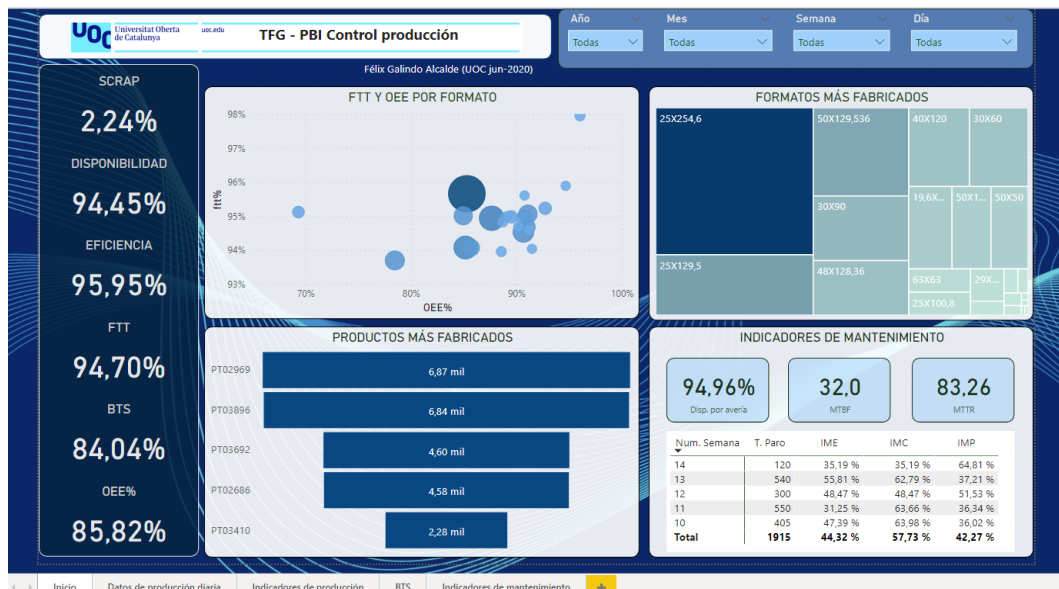 UOC Universitat Oberta de Catalunya
uoc.edu
TFG - PBI Control producción
Año
Mes
Semana
Día
Todas
Todas
Todas
Todas
Félix Galindo Alcalde (UOC jun-2020)
SCRAP
2,24%
DISPONIBILIDAD
94,45%
EFICIENCIA
95,95%
FTT
94,70%
BTS
84,04%
OEE%
85,82%
FTT Y OEE POR FORMATO
98%
97%
96%
95%
94%
93%
ftt%
70%
80%
90%
100%
OEE%
FORMATOS MÁS FABRICADOS
25X254,6
50X129,536
40X120
30X60
30X90
19,6X...
50X1...
50X50
25X129,5
48X128,36
63X63
29X...
25X100,8
PRODUCTOS MÁS FABRICADOS
PT02969 6,87 mil
PT03896 6,84 mil
PT03692 4,60 mil
PT02686 4,58 mil
PT03410 2,28 mil
INDICADORES DE MANTENIMIENTO
94,96%
Disp. por avería
32,0
MTBF
83,26
MTTR
Num. Semana T. Paro IME IMC IMP
14 120 35,19 % 35,19 % 64,81 %
13 540 55,81 % 62,79 % 37,21 %
12 300 48,47 % 48,47 % 51,53 %
11 550 31,25 % 63,66 % 36,34 %
10 405 47,39 % 63,98 % 36,02 %
Total 1915 44,32 % 57,73 % 42,27 %
Inicio
Datos de producción diaria
Indicadores de producción
BTS
Indicadores de mantenimiento
+